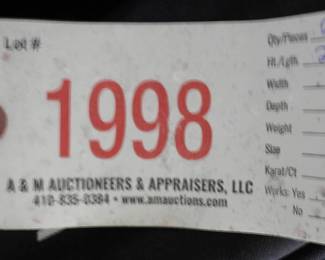 Lot #
1998
A & M AUCTIONEERS & APPRAISERS, LLC
410-835-0384 • www.amauctions.com
Qty/Pieces
Ht./Lgth
Width
Depth
Weight
Size
Karat/Ct
Works: Yes
No